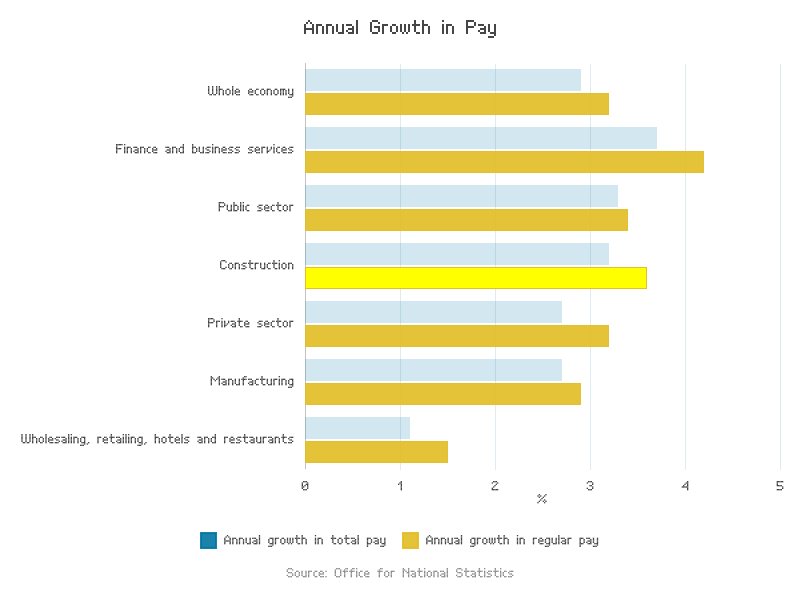 Annual Growth in Pay
Whole economy
Finance and business services
Public sector
Construction
Private sector
Manufacturing
Wholesaling, retailing, hotels and restaurants
0 1 2 3 4 5
%
Annual growth in total pay Annual growth in regular pay
Source: Office for National Statistics